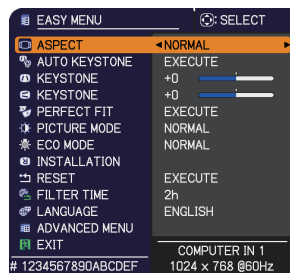 EASY MENU : SELECT
ASPECT NORMAL
AUTO KEYSTONE EXECUTE
KEYSTONE +0
KEYSTONE +0
PERFECT FIT EXECUTE
PICTURE MODE NORMAL
ECO MODE NORMAL
INSTALLATION
RESET EXECUTE
FILTER TIME 2h
LANGUAGE ENGLISH
ADVANCED MENU
EXIT COMPUTER IN 1
# 1234567890ABCDEF 1024 x 768 @60Hz